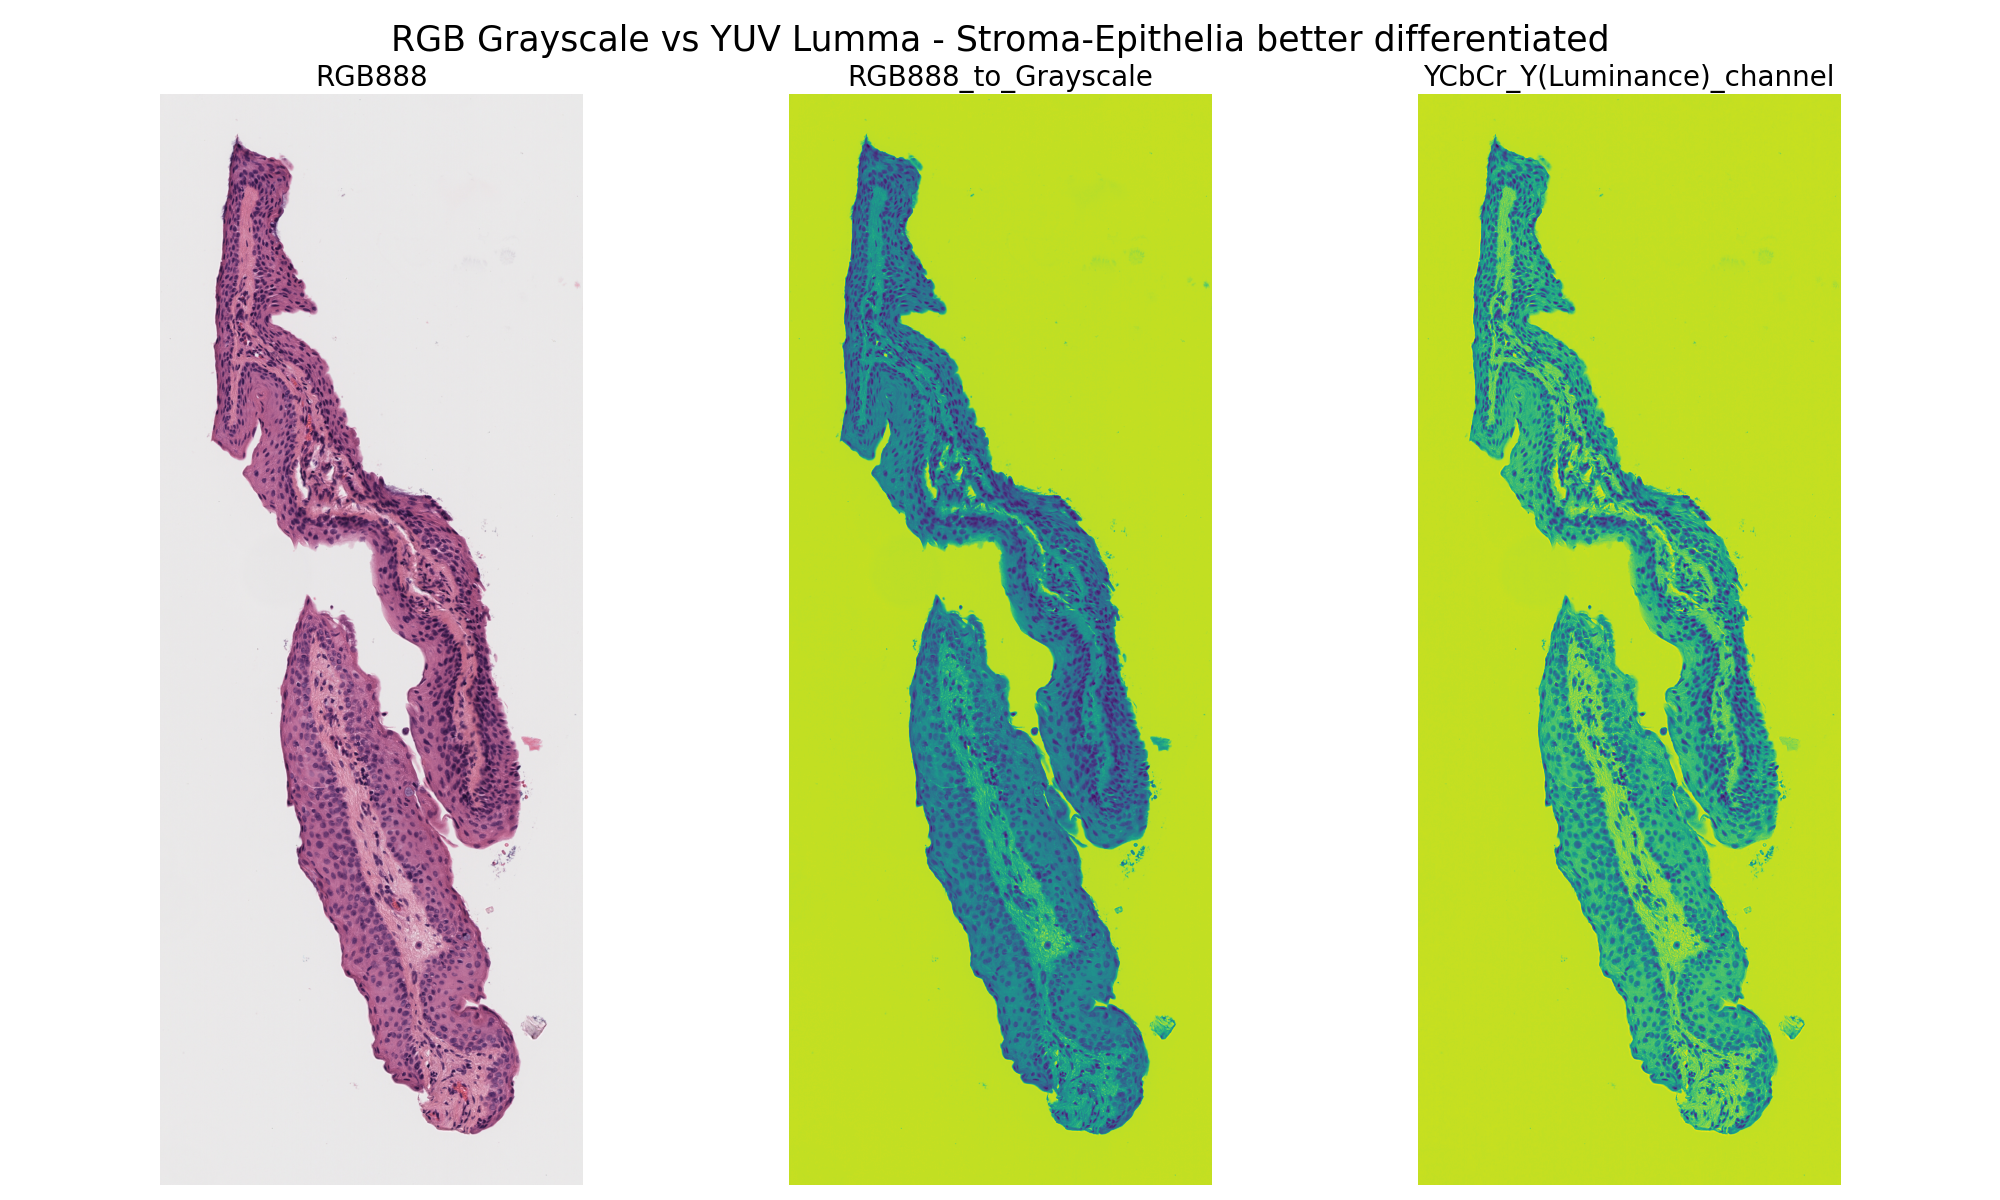 RGB Grayscale vs YUV Lumma - Stroma-Epithelia better differentiated
RGB888
RGB888_to_Grayscale
YCbCr_Y(Luminance)_channel